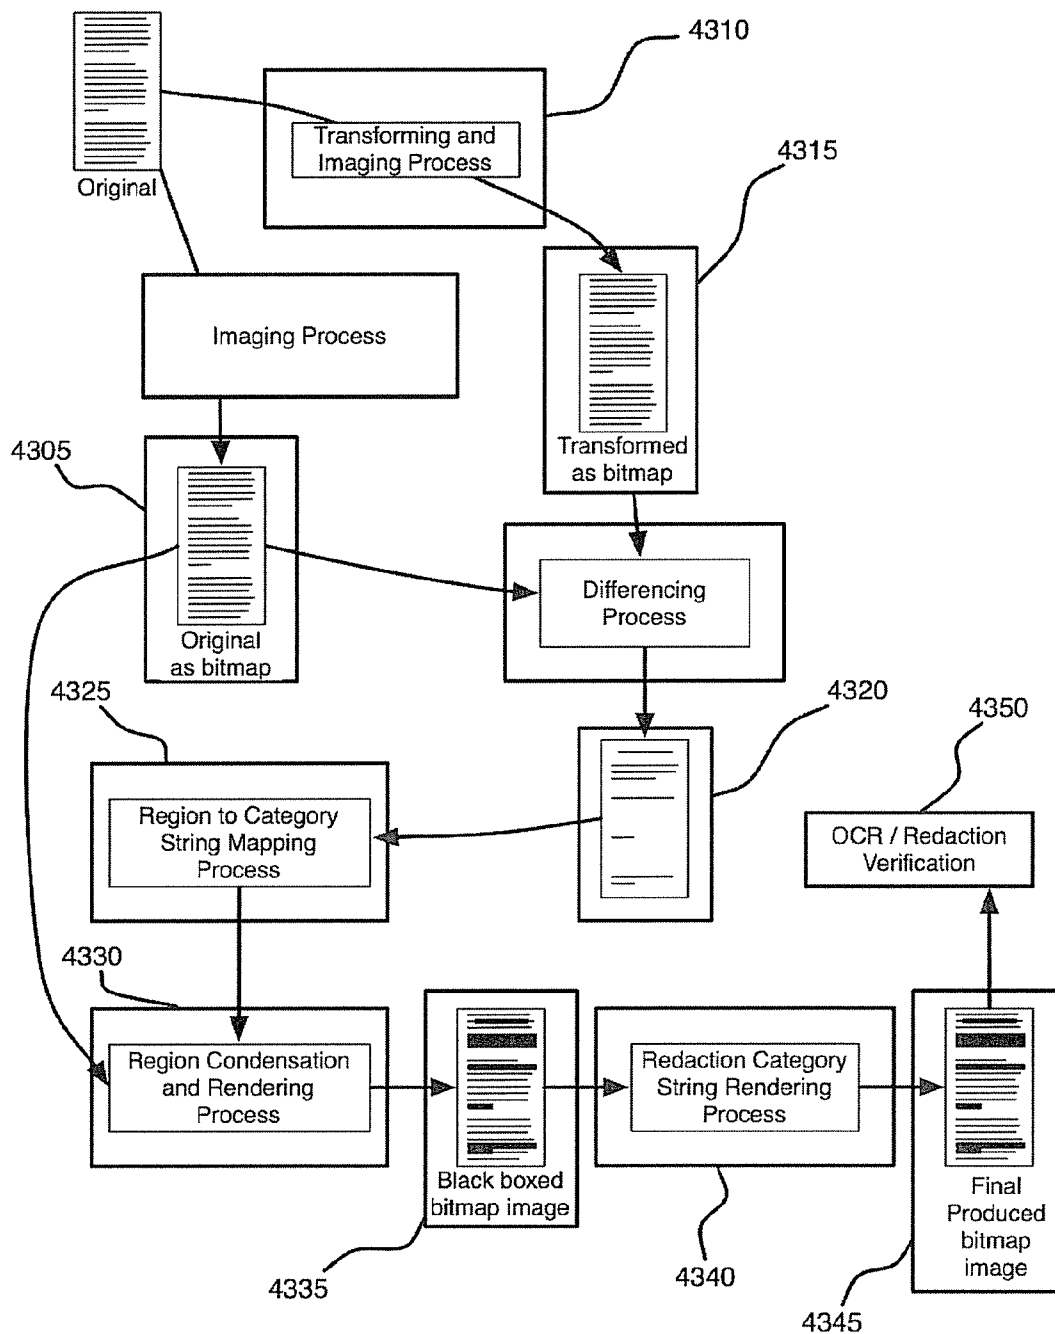 4310
Transforming and
Imaging Process
Original
4315
Imaging Process
Transformed
as bitmap
4305
Original
as bitmap
Differencing
Process
4325
4320
4350
Region to Category
String Mapping
Process
OCR / Redaction
Verification
4330
Region Condensation
and Rendering
Process
Black boxed
bitmap image
Redaction Category
String Rendering
Process
Final
Produced
bitmap
image
4335
4340
4345